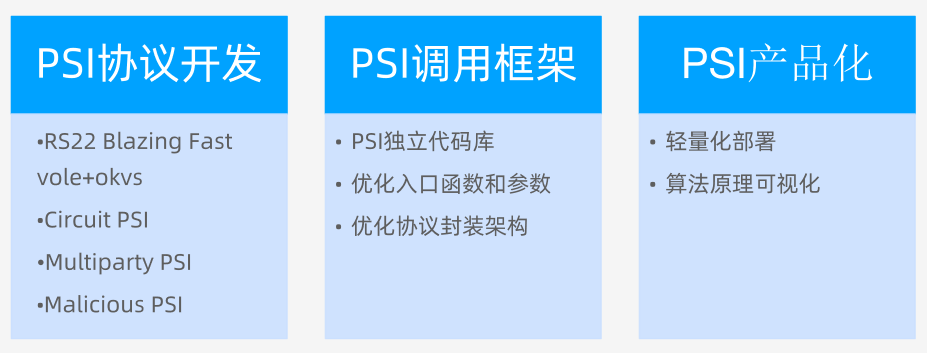 PSI协议开发
•RS22 Blazing Fast
vole+okvs
•Circuit PSI
•Multiparty PSI
•Malicious PSI
PSI调用框架
• PSI独立代码库
• 优化入口函数和参数
• 优化协议封装架构
PSI产品化
• 轻量化部署
• 算法原理可视化